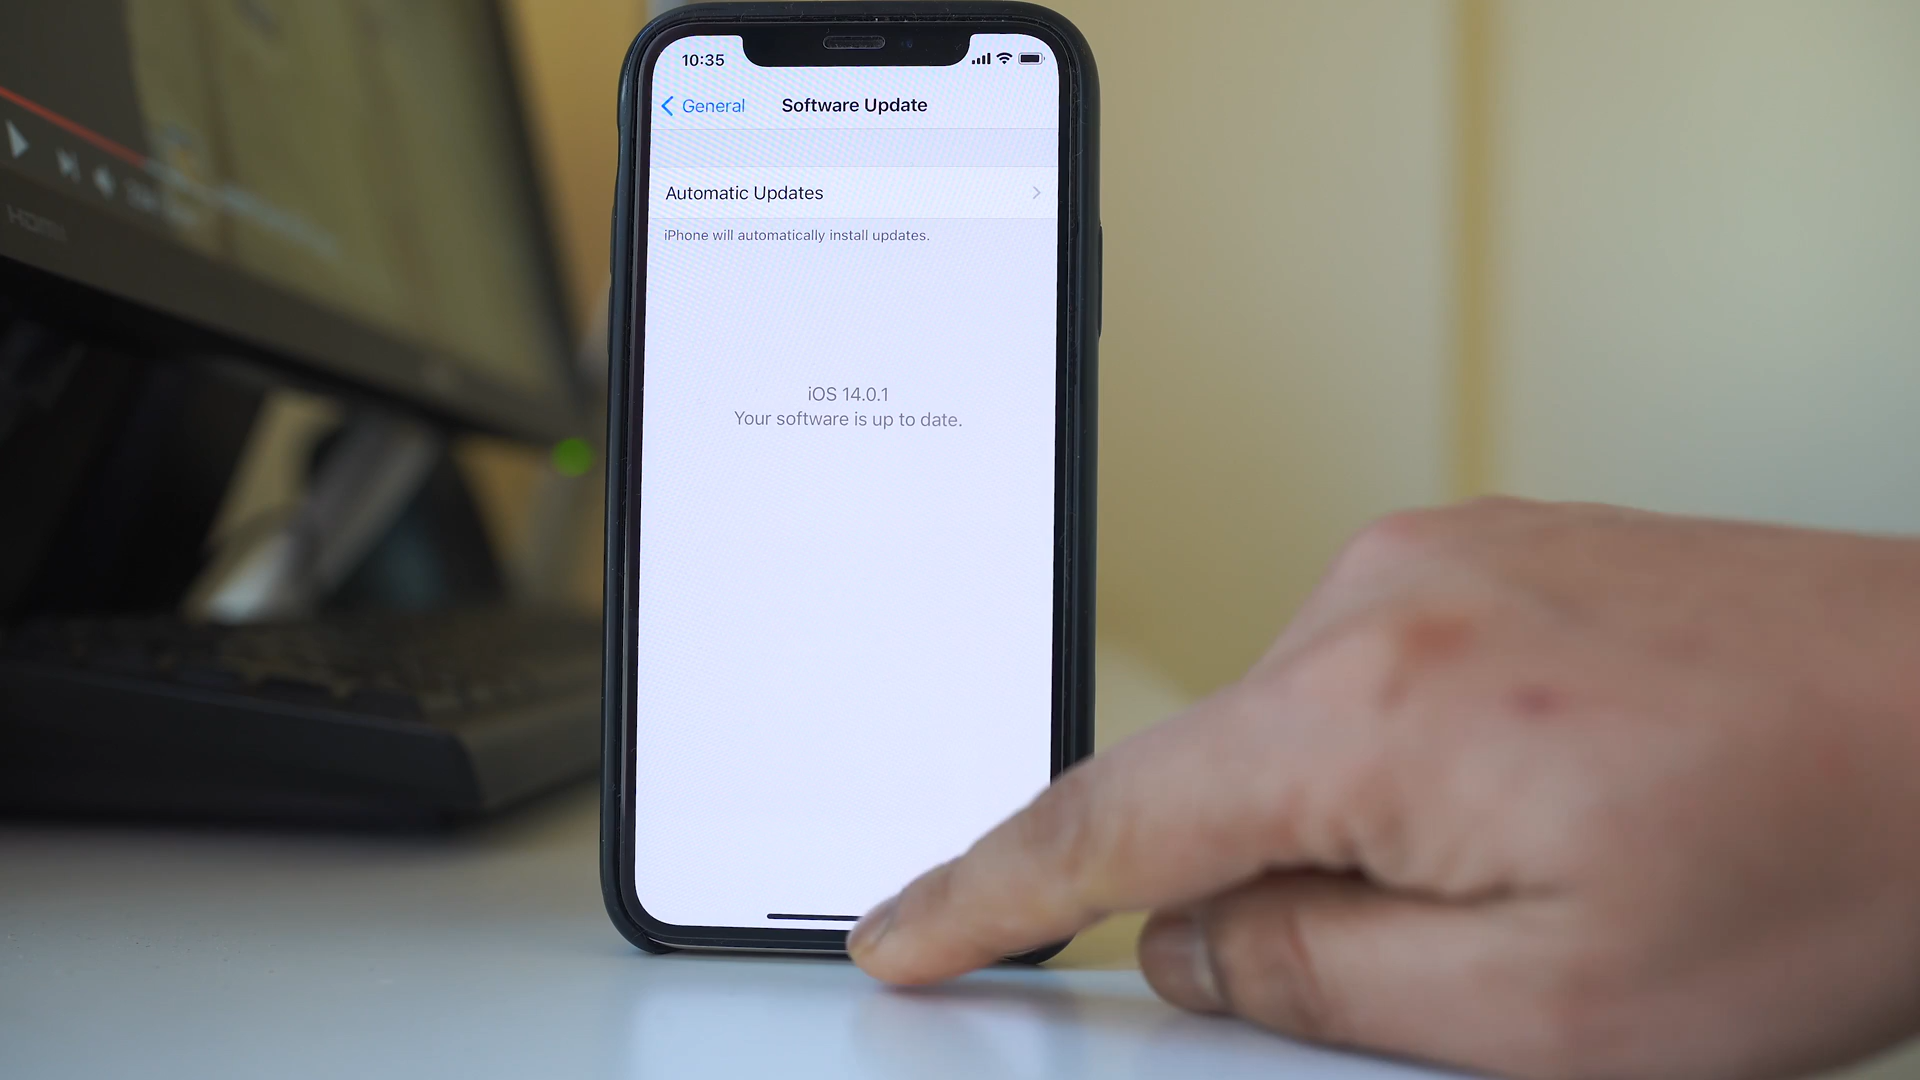 10:35
General
Software Update
Automatic Updates
iPhone will automatically install updates.
iOS 14.0.1
Your software is up to date.
HDMI